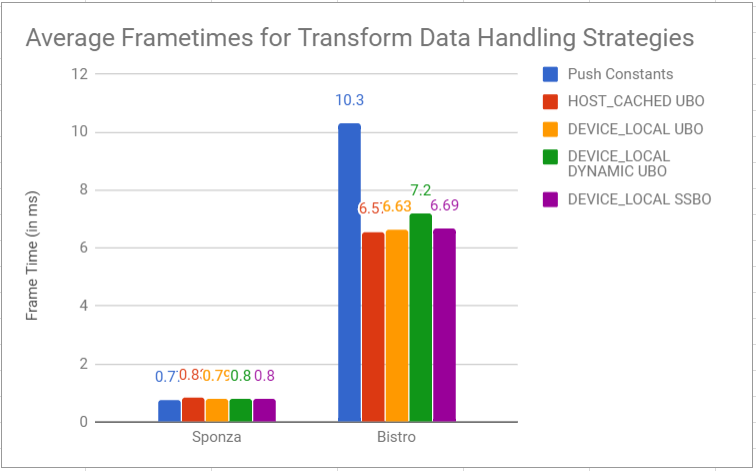 Average Frametimes for Transform Data Handling Strategies
12
10
8
6
4
2
0
Frame Time (in ms)
10.3
6.63
7.2
6.69
0.79
0.8
0.8
Sponza
Bistro
Push Constants
HOST_CACHED UBO
DEVICE_LOCAL UBO
DEVICE_LOCAL
DYNAMIC UBO
DEVICE_LOCAL SSBO